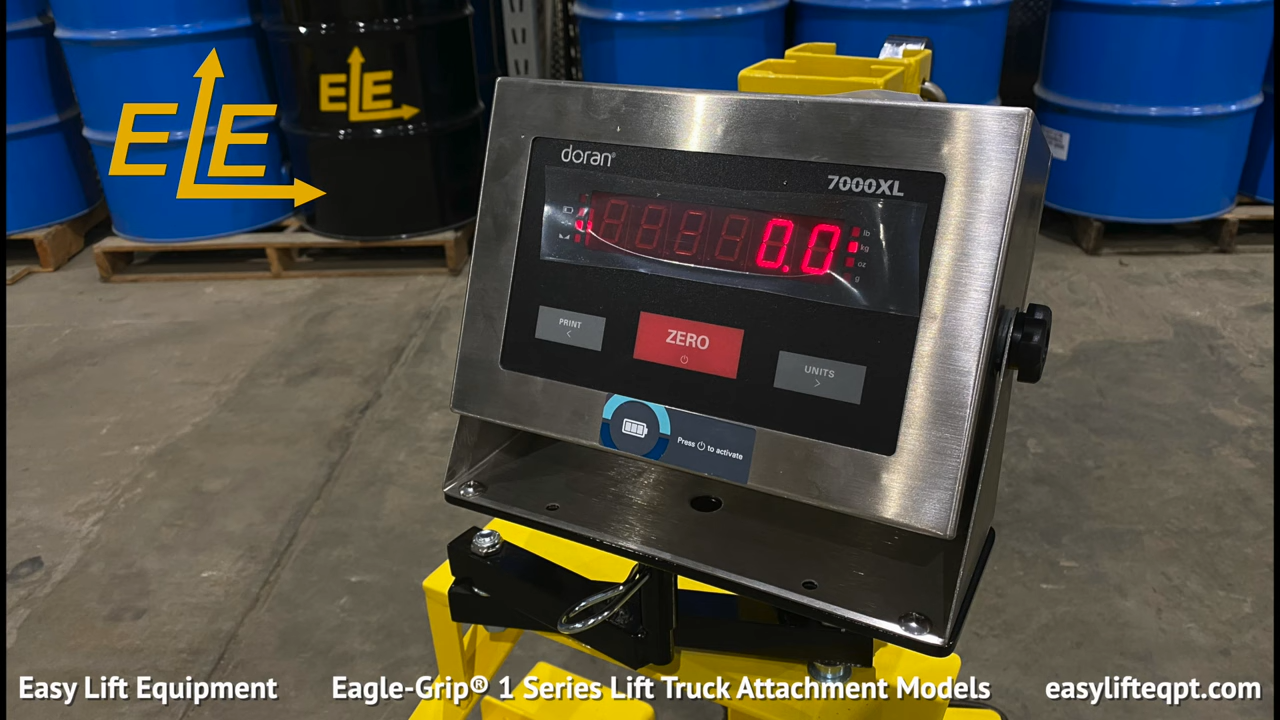 ELE
ELE
doran®
7000XL
0.0
lb
kg
oz
g
PRINT
<
ZERO
UNITS
>
Press ⏻ to activate
Easy Lift Equipment
Eagle-Grip® 1 Series Lift Truck Attachment Models
easylifteqpt.com